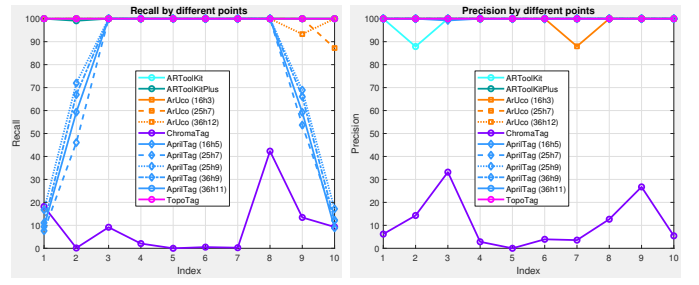 Recall by different points
100
90
80
70
60
50
40
30
20
10
0
Recall
ARToolKit
ARToolKitPlus
ArUco (16h3)
ArUco (25h7)
ArUco (36h12)
ChromaTag
AprilTag (16h5)
AprilTag (25h7)
AprilTag (25h9)
AprilTag (36h9)
AprilTag (36h11)
TopoTag
1 2 3 4 5 6 7 8 9 10
Index
Precision by different points
100
90
80
70
60
50
40
30
20
10
0
Precision
ARToolKit
ARToolKitPlus
ArUco (16h3)
ArUco (25h7)
ArUco (36h12)
ChromaTag
AprilTag (16h5)
AprilTag (25h7)
AprilTag (25h9)
AprilTag (36h9)
AprilTag (36h11)
TopoTag
1 2 3 4 5 6 7 8 9 10
Index